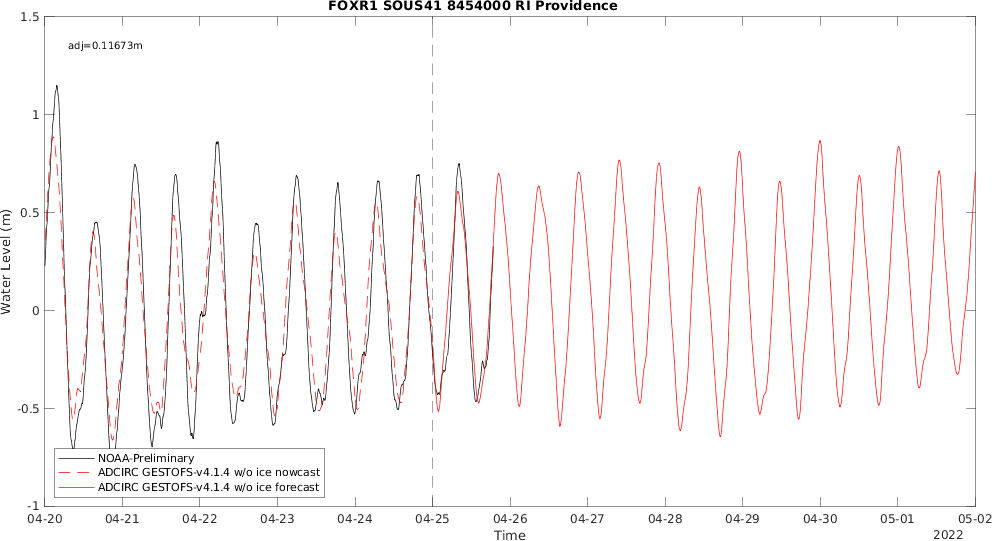 FOXR1 SOUS41 8454000 RI Providence
adj=0.11673m
1.5
1
0.5
0
-0.5
-1
Water Level (m)
NOAA-Preliminary
ADCIRC GESTOFS-v4.1.4 w/o ice nowcast
ADCIRC GESTOFS-v4.1.4 w/o ice forecast
04-20 04-21 04-22 04-23 04-24 04-25 04-26 04-27 04-28 04-29 04-30 05-01 05-02
Time
2022